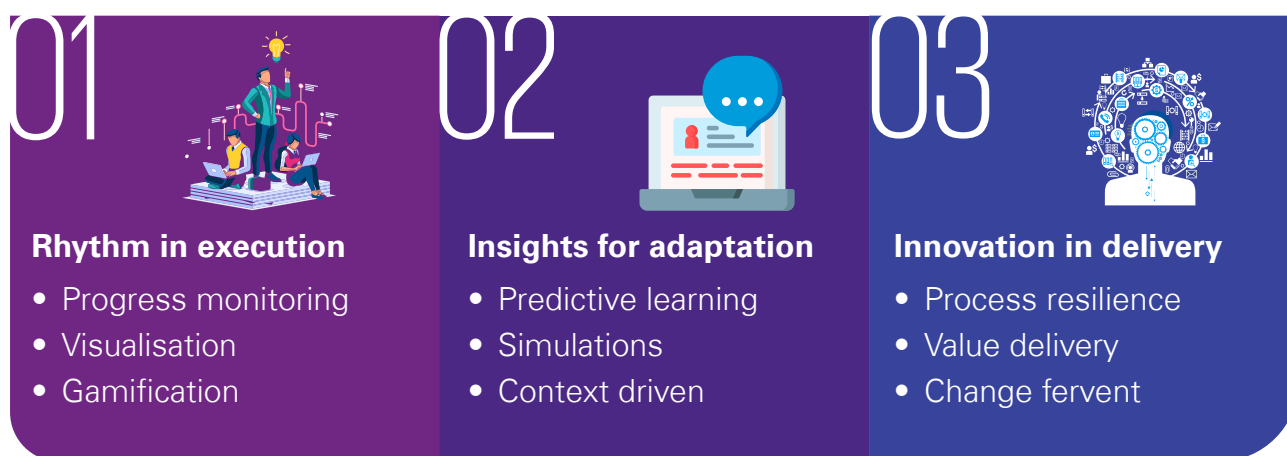 01
Rhythm in execution
• Progress monitoring
• Visualisation
• Gamification
02
Insights for adaptation
• Predictive learning
• Simulations
• Context driven
03
Innovation in delivery
• Process resilience
• Value delivery
• Change fervent